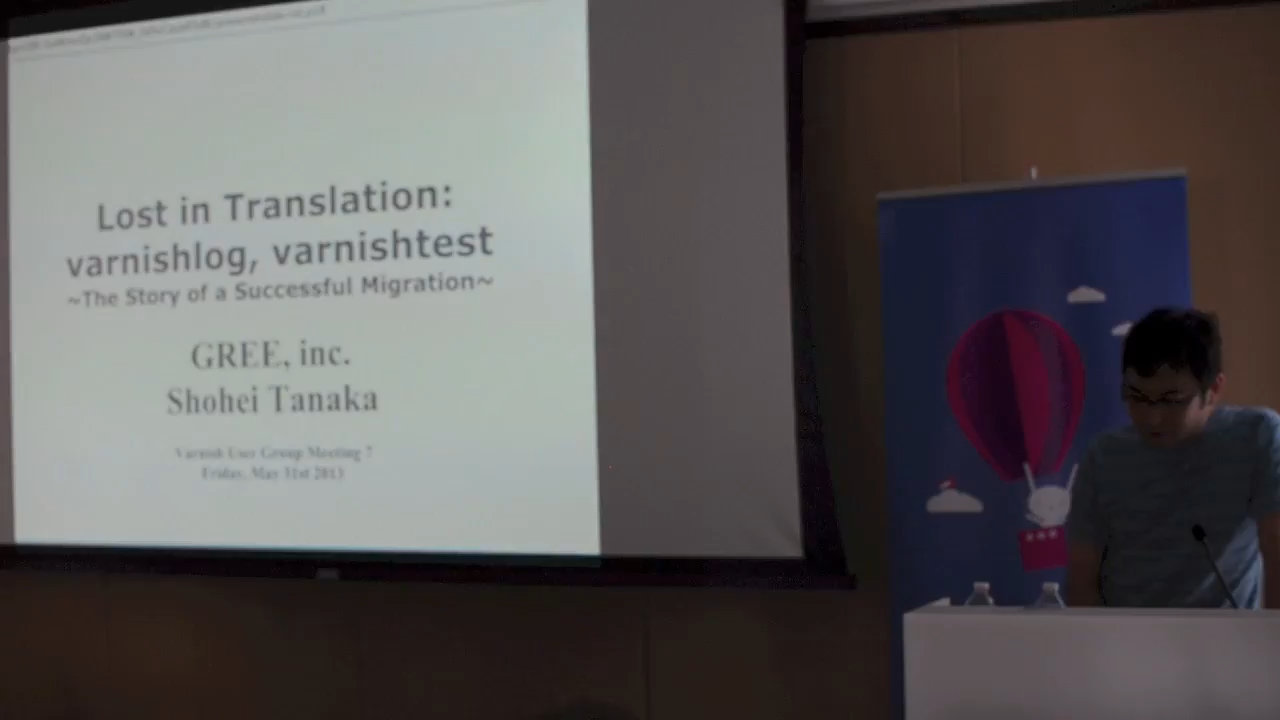 Lost in Translation:
varnishlog, varnishtest
~The Story of a Successful Migration~
GREE, inc.
Shohei Tanaka
Varnish User Group Meeting 7
Friday, May 31st 2013